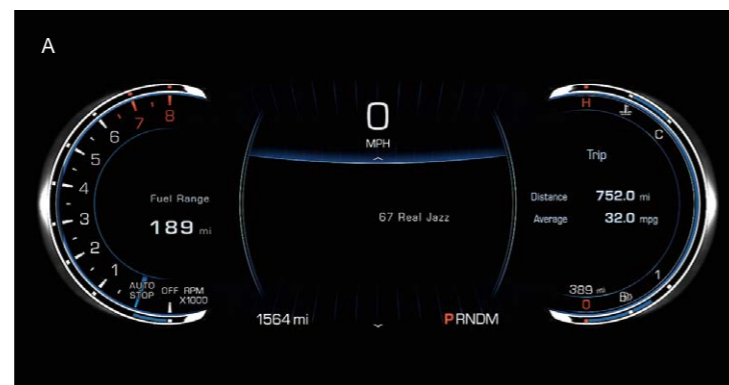 A
8
7
6
5
4
3
2
1
AUTO
STOP
OFF
RPM
X1000
Fuel Range
189 mi
0
MPH
67 Real Jazz
1564 mi
PRNDM
H
C
Trip
Distance 752.0 mi
Average 32.0 mpg
389 mi
1
0